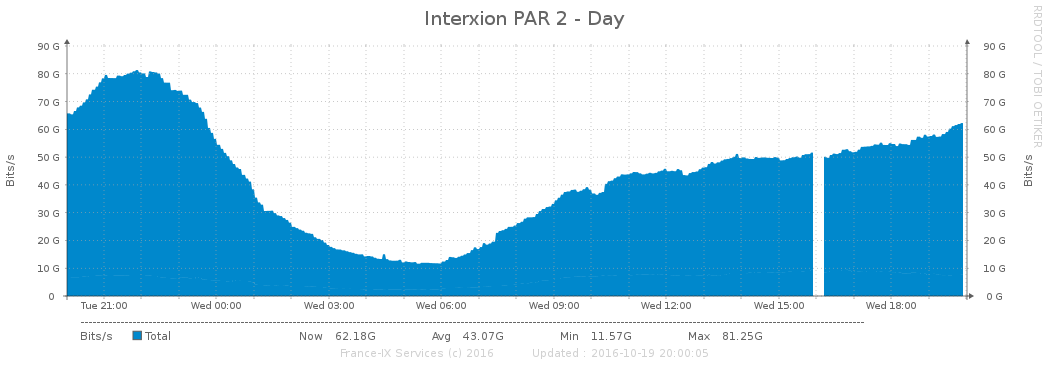 Interxion PAR 2 - Day
RRDTOOL / TOBI OETIKER
Bits/s
90 G
80 G
70 G
60 G
50 G
40 G
30 G
20 G
10 G
0
90 G
80 G
70 G
60 G
50 G
40 G
30 G
20 G
10 G
0 G
Bits/s
Tue 21:00 Wed 00:00 Wed 03:00 Wed 06:00 Wed 09:00 Wed 12:00 Wed 15:00 Wed 18:00
Bits/s Total Now 62.18G Avg 43.07G Min 11.57G Max 81.25G
France-IX Services (c) 2016 Updated : 2016-10-19 20:00:05